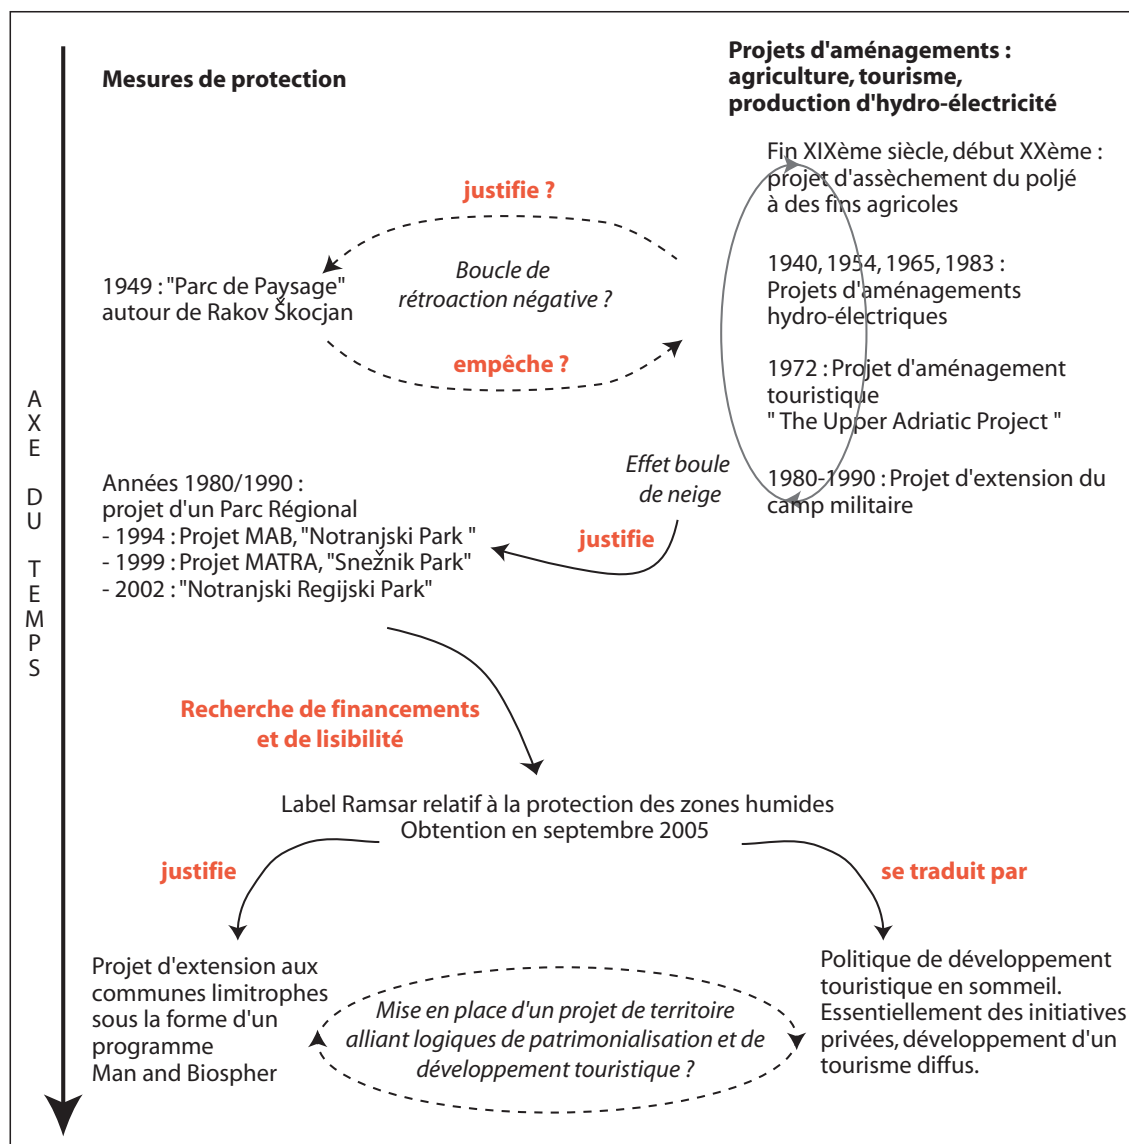 Mesures de protection
Projets d'aménagements :
agriculture, tourisme,
production d'hydro-électricité
Fin XIXème siècle, début XXème :
projet d'assèchement du poljé
à des fins agricoles
justifie ?
1940, 1954, 1965, 1983 :
Projets d'aménagements
hydro-électriques
Boucle de
rétroaction négative ?
1949 : "Parc de Paysage"
autour de Rakov Škocjan
empêche ?
1972 : Projet d'aménagement
touristique
" The Upper Adriatic Project "
AXE DU TEMPS
Effet boule
de neige
1980-1990 : Projet d'extension du
camp militaire
Années 1980/1990 :
projet d'un Parc Régional
- 1994 : Projet MAB, "Notranjski Park "
- 1999 : Projet MATRA, "Snežnik Park"
- 2002 : "Notranjski Regijski Park"
justifie
Recherche de financements
et de lisibilité
Label Ramsar relatif à la protection des zones humides
Obtention en septembre 2005
justifie
se traduit par
Projet d'extension aux
communes limitrophes
sous la forme d'un
programme
Man and Biospher
Mise en place d'un projet de territoire
alliant logiques de patrimonialisation et de
développement touristique ?
Politique de développement
touristique en sommeil.
Essentiellement des initiatives
privées, développement d'un
tourisme diffus.